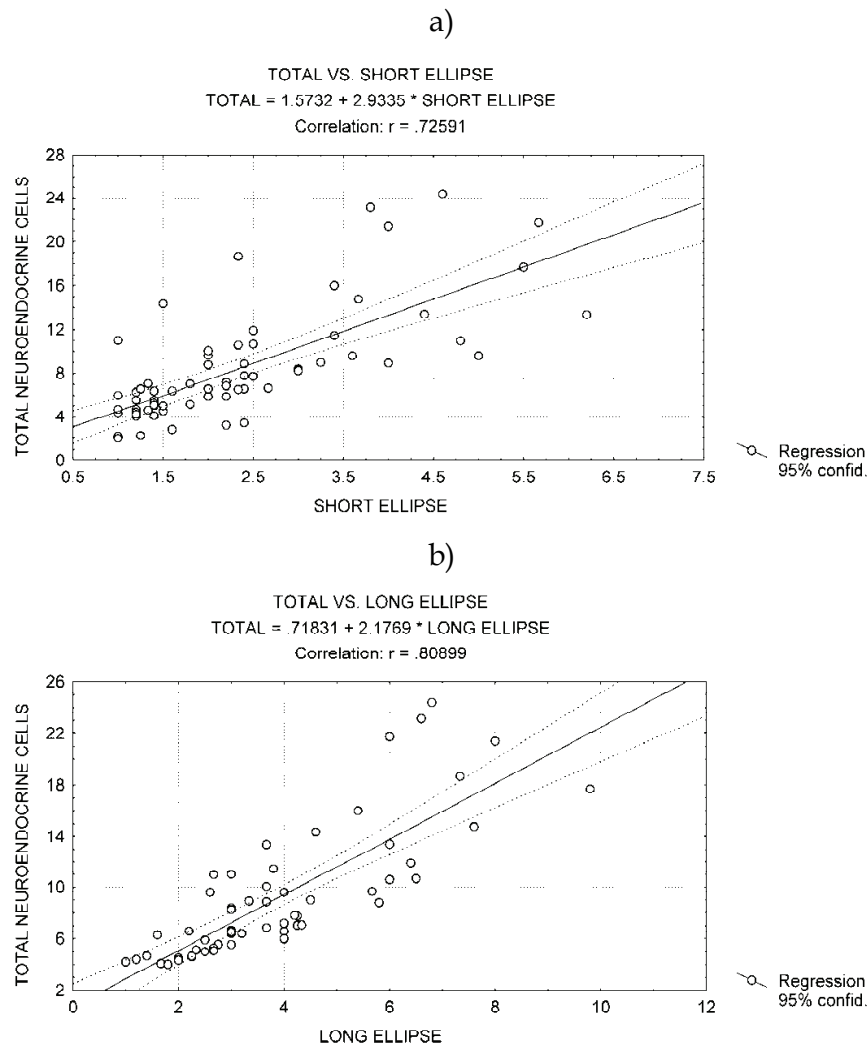 a)
TOTAL VS. SHORT ELLIPSE
TOTAL = 1.5732 + 2.9335 * SHORT ELLIPSE
Correlation: r = .72591
TOTAL NEUROENDOCRINE CELLS
28
24
20
16
12
8
4
0
0.5 1.5 2.5 3.5 4.5 5.5 6.5 7.5
SHORT ELLIPSE
Regression
95% confid.
b)
TOTAL VS. LONG ELLIPSE
TOTAL = .71831 + 2.1769 * LONG ELLIPSE
Correlation: r = .80899
TOTAL NEUROENDOCRINE CELLS
26
22
18
14
10
6
2
0 2 4 6 8 10 12
LONG ELLIPSE
Regression
95% confid.